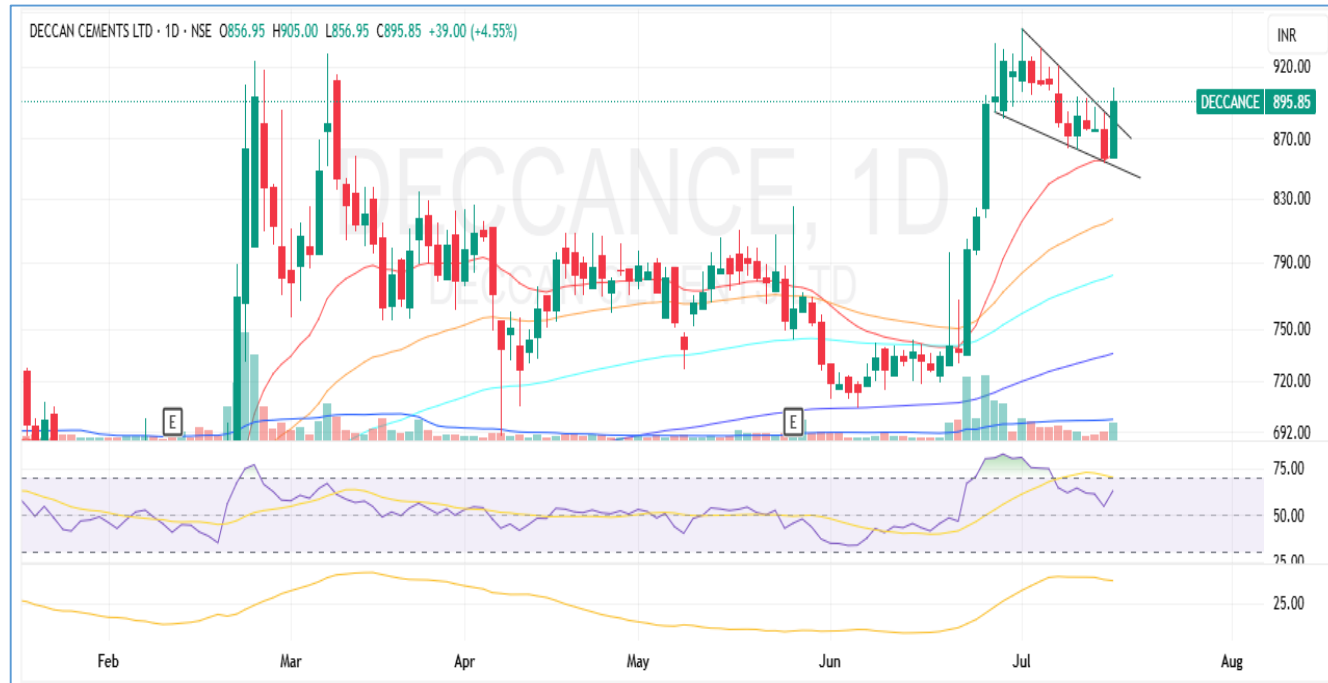 DECCAN CEMENTS LTD · 1D · NSE O856.95 H905.00 L856.95 C895.85 +39.00 (+4.55%)
INR
920.00
DECCANCE 895.85
870.00
DECCANCE, 1D
DECCAN CEMENTS LTD
830.00
790.00
750.00
720.00
692.00
E
E
75.00
50.00
25.00
25.00
Feb Mar Apr May Jun Jul Aug